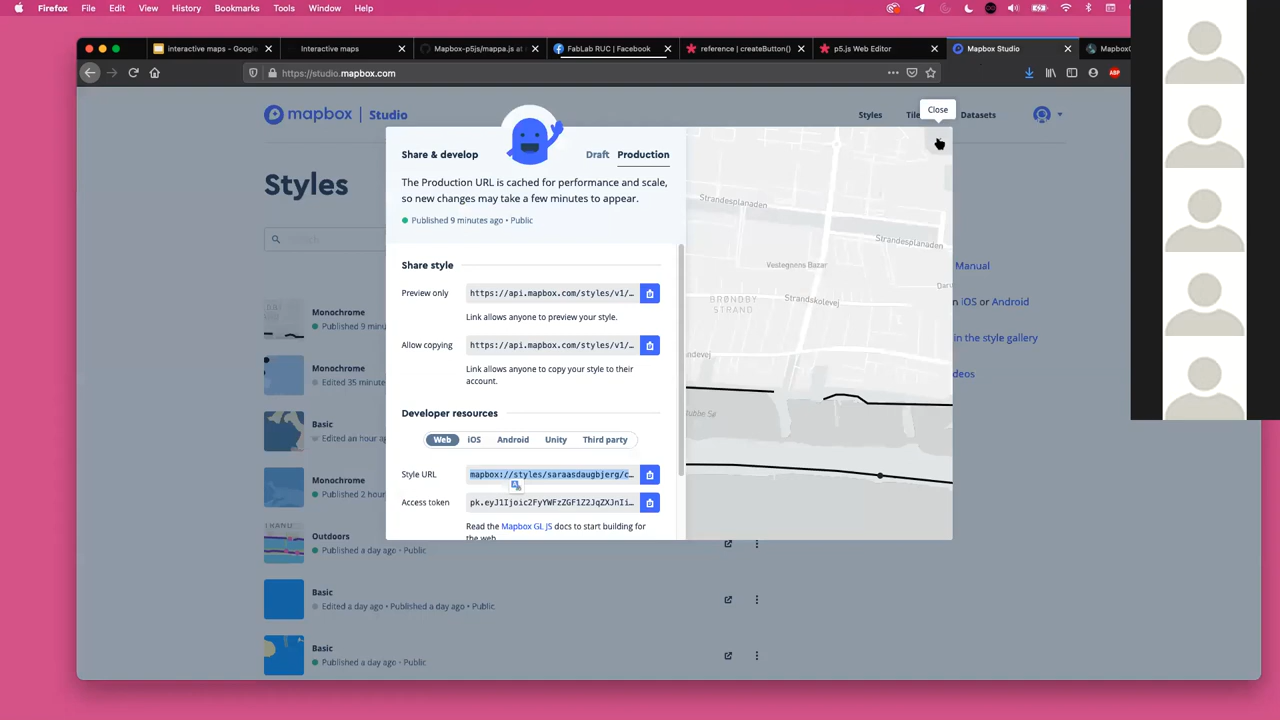 Firefox File Edit View History Bookmarks Tools Window Help
interactive maps - Google
Interactive maps
Mapbox-p5js/mappa.js at
FabLab RUC | Facebook
reference | createButton()
p5.js Web Editor
Mapbox Studio
https://studio.mapbox.com
ABP
Close
mapbox | Studio
Styles
Datasets
Share & develop
Draft Production
The Production URL is cached for performance and scale,
so new changes may take a few minutes to appear.
Published 9 minutes ago • Public
Styles
Share style
Preview only https://api.mapbox.com/styles/v1/…
Link allows anyone to preview your style.
Allow copying https://api.mapbox.com/styles/v1/…
Link allows anyone to copy your style to their
account.
Developer resources
Web iOS Android Unity Third party
Style URL mapbox://styles/saraasdaugbjerg/c…
Access token
Read the Mapbox GL JS docs to start building for
the web.
Strandesplanaden
Strandesplanaden
Vestegnens Bazar
BRØNDBY
STRAND
Strandskolevej
Manual
iOS or Android
in the style gallery
Monochrome
Published 9 minu
Monochrome
Edited 35 minute
Basic
Edited an hour ag
Monochrome
Published 2 hour
Outdoors
Published a day ago • Public
Basic
Edited a day ago • Published a day ago • Public
Basic
Published a day ago • Public